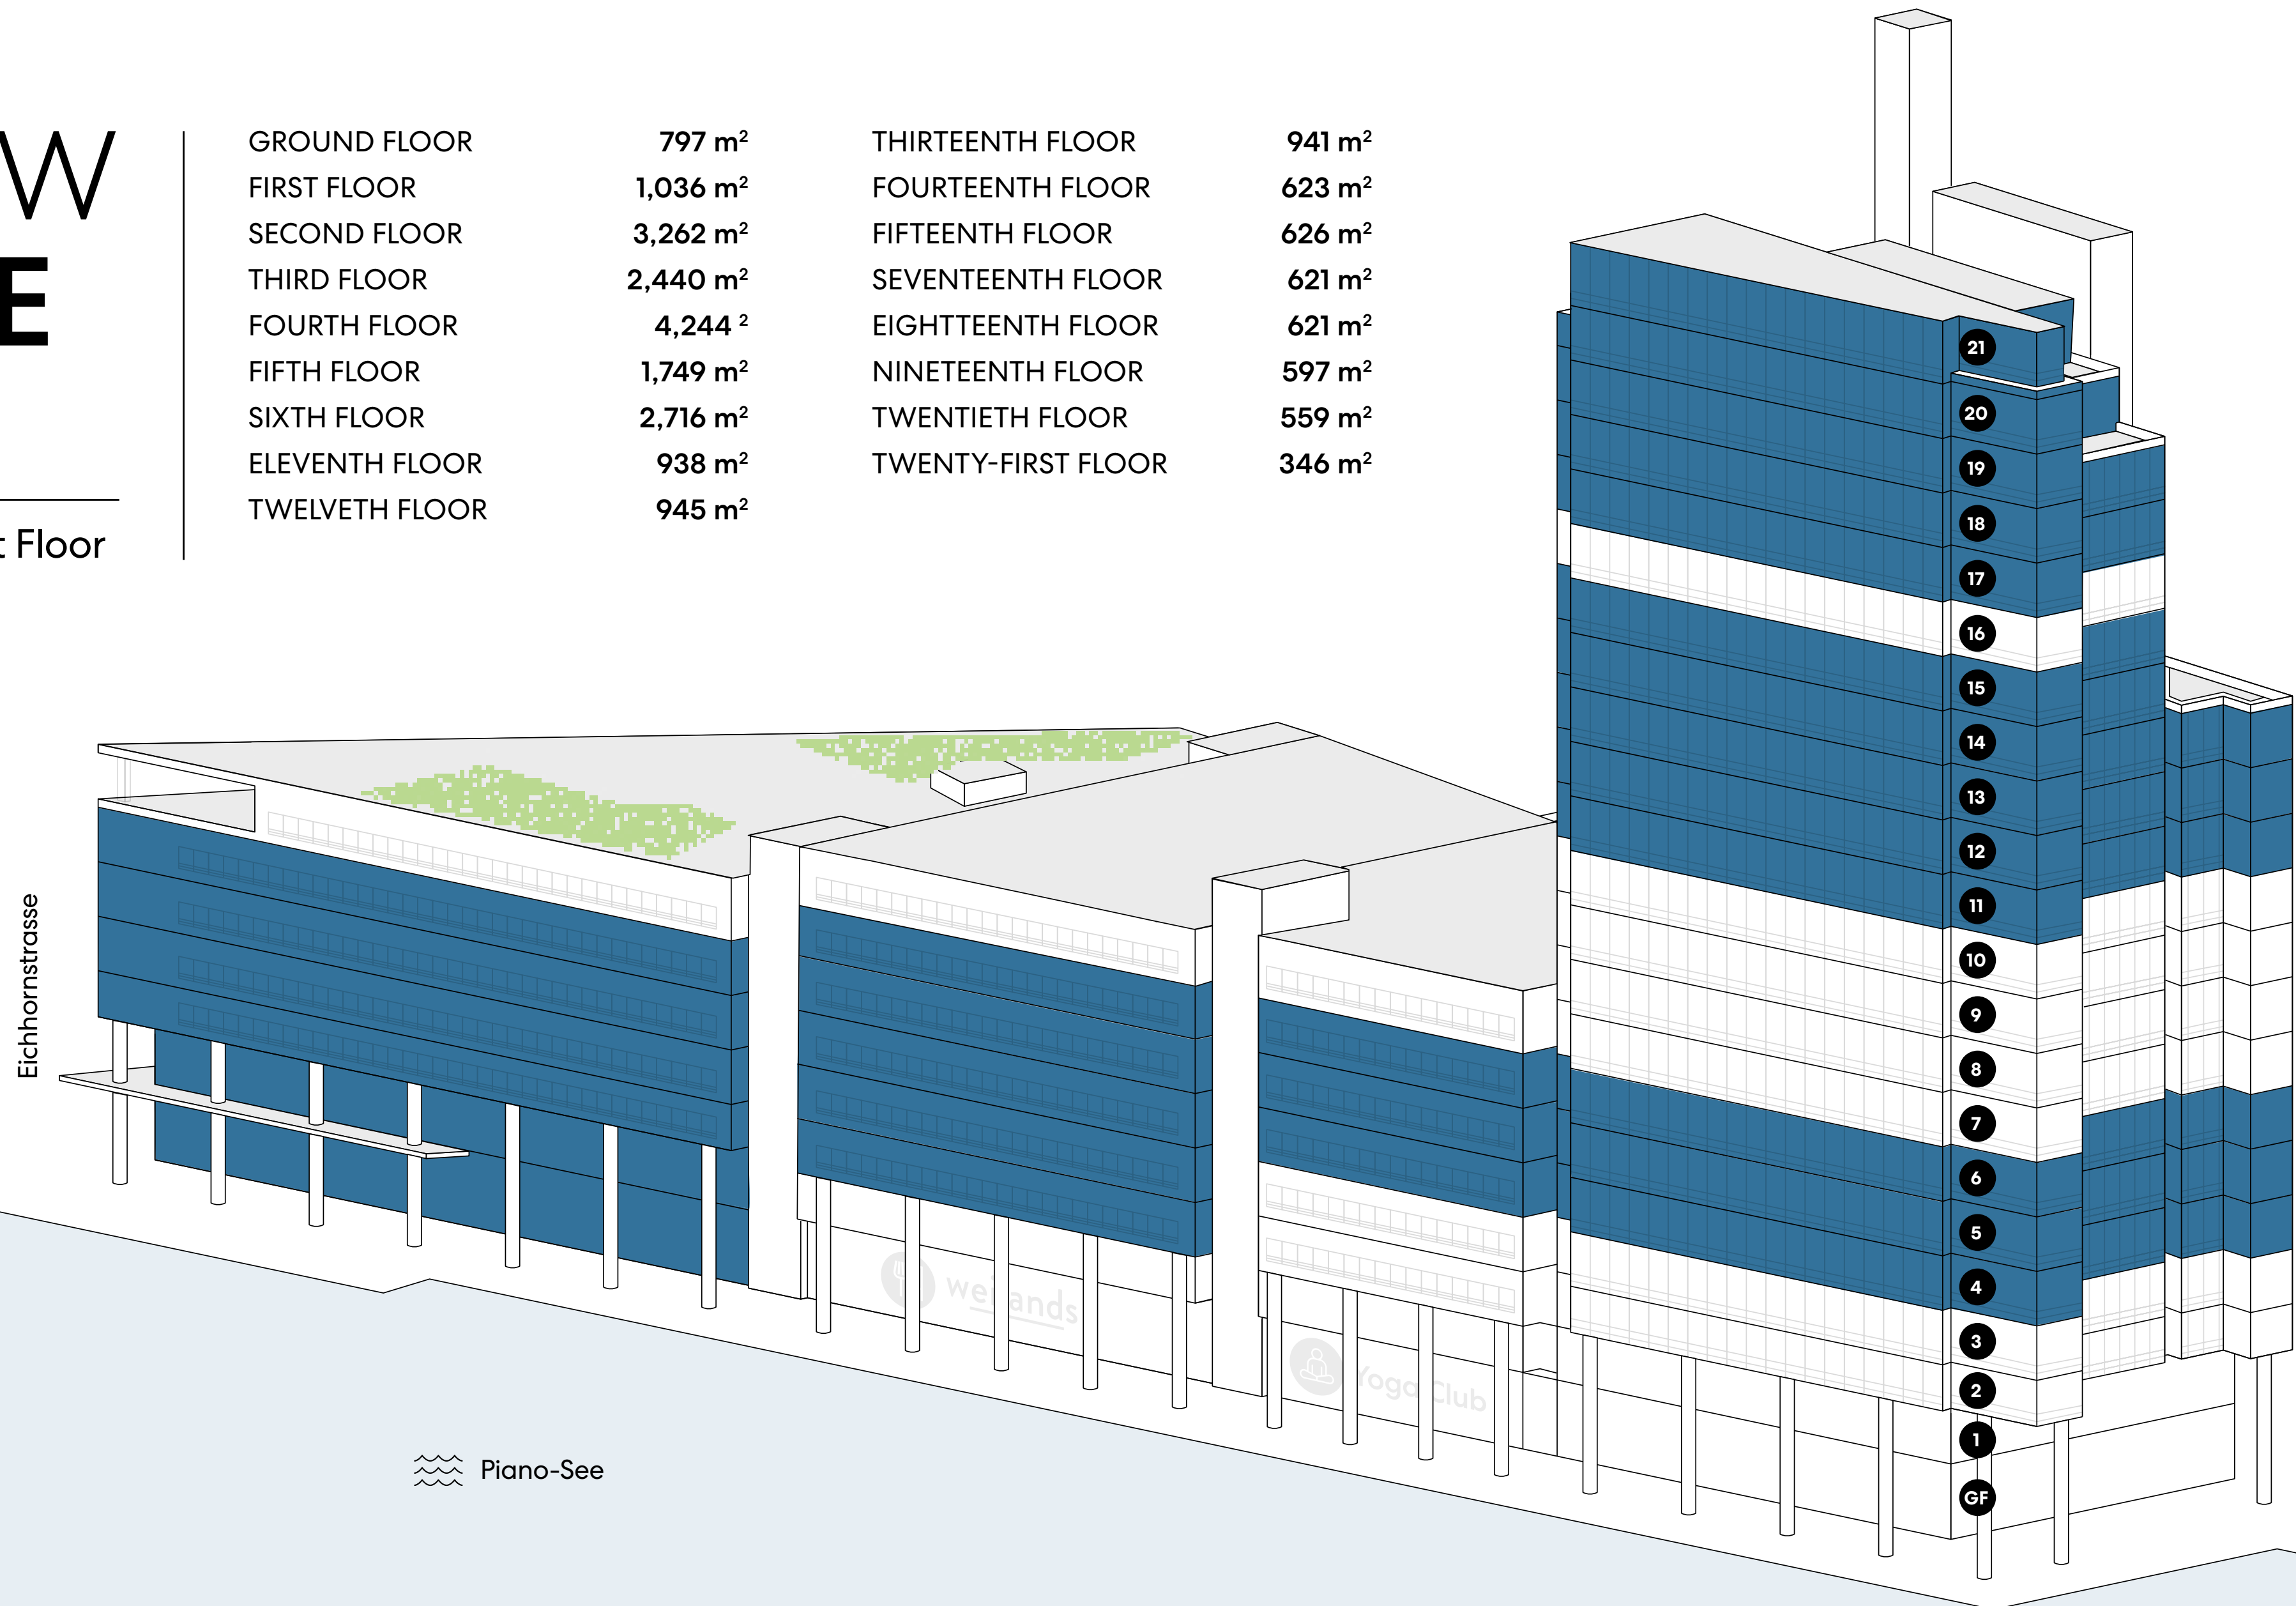 W
E
t Floor
GROUND FLOOR 797 m²
FIRST FLOOR 1,036 m²
SECOND FLOOR 3,262 m²
THIRD FLOOR 2,440 m²
FOURTH FLOOR 4,244 ²
FIFTH FLOOR 1,749 m²
SIXTH FLOOR 2,716 m²
ELEVENTH FLOOR 938 m²
TWELVETH FLOOR 945 m²
THIRTEENTH FLOOR 941 m²
FOURTEENTH FLOOR 623 m²
FIFTEENTH FLOOR 626 m²
SEVENTEENTH FLOOR 621 m²
EIGHTTEENTH FLOOR 621 m²
NINETEENTH FLOOR 597 m²
TWENTIETH FLOOR 559 m²
TWENTY-FIRST FLOOR 346 m²
21
20
19
18
17
16
15
14
13
12
11
10
9
8
7
6
5
4
3
2
1
GF
Eichhornstrasse
Yoga Club
Piano-See